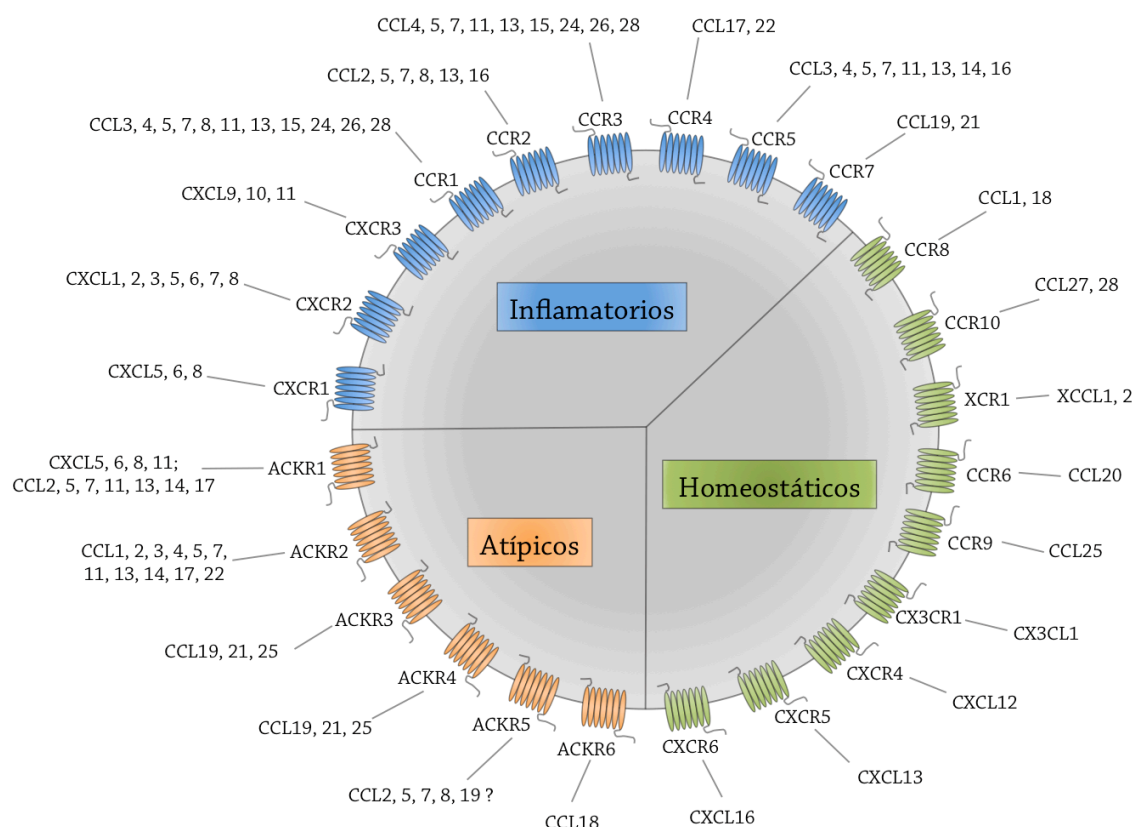 CCL4, 5, 7, 11, 13, 15, 24, 26, 28
CCL17, 22
CCL2, 5, 7, 8, 13, 16
CCL3, 4, 5, 7, 11, 13, 14, 16
CCL3, 4, 5, 7, 8, 11, 13, 15, 24, 26, 28
CCR3
CCR4
CCR2
CCR5
CCL19, 21
CCR7
CXCL9, 10, 11
CCR1
CCL1, 18
CXCR3
CCR8
CXCL1, 2, 3, 5, 6, 7, 8
CCL27, 28
CXCR2
Inflamatorios
CCR10
CXCL5, 6, 8
CXCR1
XCR1
XCCL1, 2
CXCL5, 6, 8, 11;
CCL2, 5, 7, 11, 13, 14, 17
ACKR1
CCR6
CCL20
Homeostáticos
Atípicos
CCR9
CCL1, 2, 3, 4, 5, 7,
11, 13, 14, 17, 22
ACKR2
CCL25
ACKR3
CX3CR1
CX3CL1
CCL19, 21, 25
ACKR4
CXCR4
CXCL12
CCL19, 21, 25
ACKR5
ACKR6
CXCR6
CXCR5
CXCL13
CCL2, 5, 7, 8, 19 ?
CCL18
CXCL16